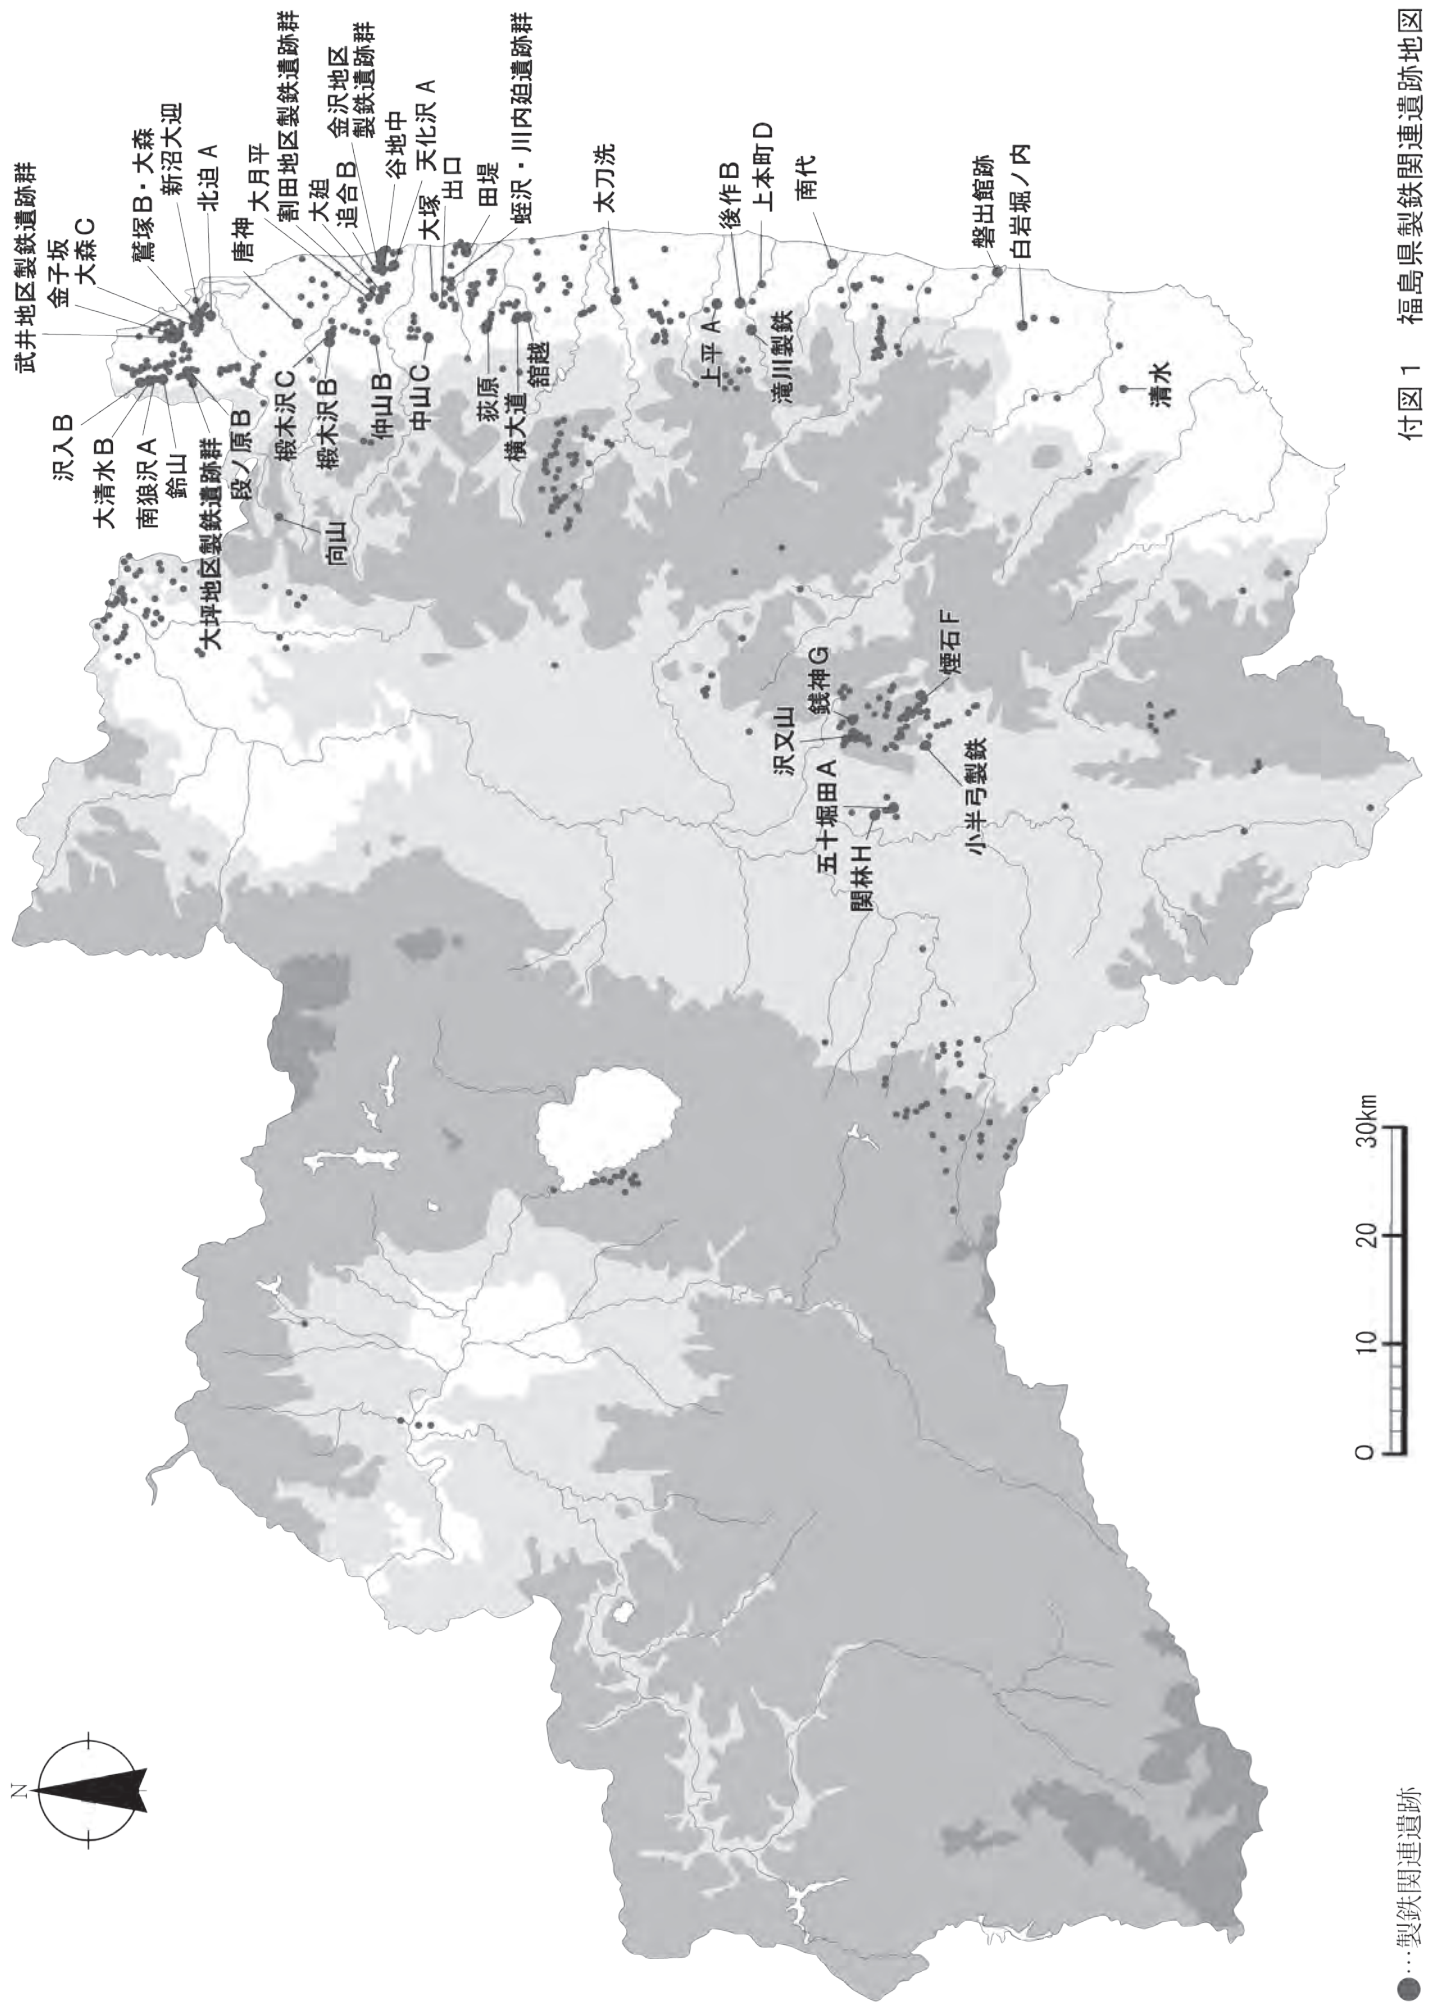 N
武井地区製鉄遺跡群
金子坂
大森C
鷲塚B・大森
新沼大迎
北迫A
唐神
大月平
割田地区製鉄遺跡群
大廹
追合B
金沢地区
製鉄遺跡群
谷地中
天化沢A
大塚
出口
田堤
蛭沢・川内廹遺跡群
太刀洗
後作B
上本町D
南代
磐出館跡
白岩堀ノ内
沢入B
大清水B
南狼沢A
鈴山
大坪地区製鉄遺跡群
段ノ原B
椴木沢C
椴木沢B
仲山B
中山C
荻原
横大道
舘越
上平A
滝川製鉄
清水
向山
沢又山
銭神G
煙石F
五十堀田A
関林H
小半弓製鉄
0 10 20 30km
●…製鉄関連遺跡
付図1 福島県製鉄関連遺跡地図